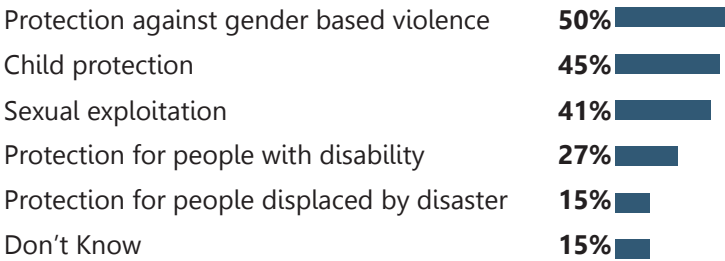 Protection against gender based violence 50%
Child protection 45%
Sexual exploitation 41%
Protection for people with disability 27%
Protection for people displaced by disaster 15%
Don’t Know 15%